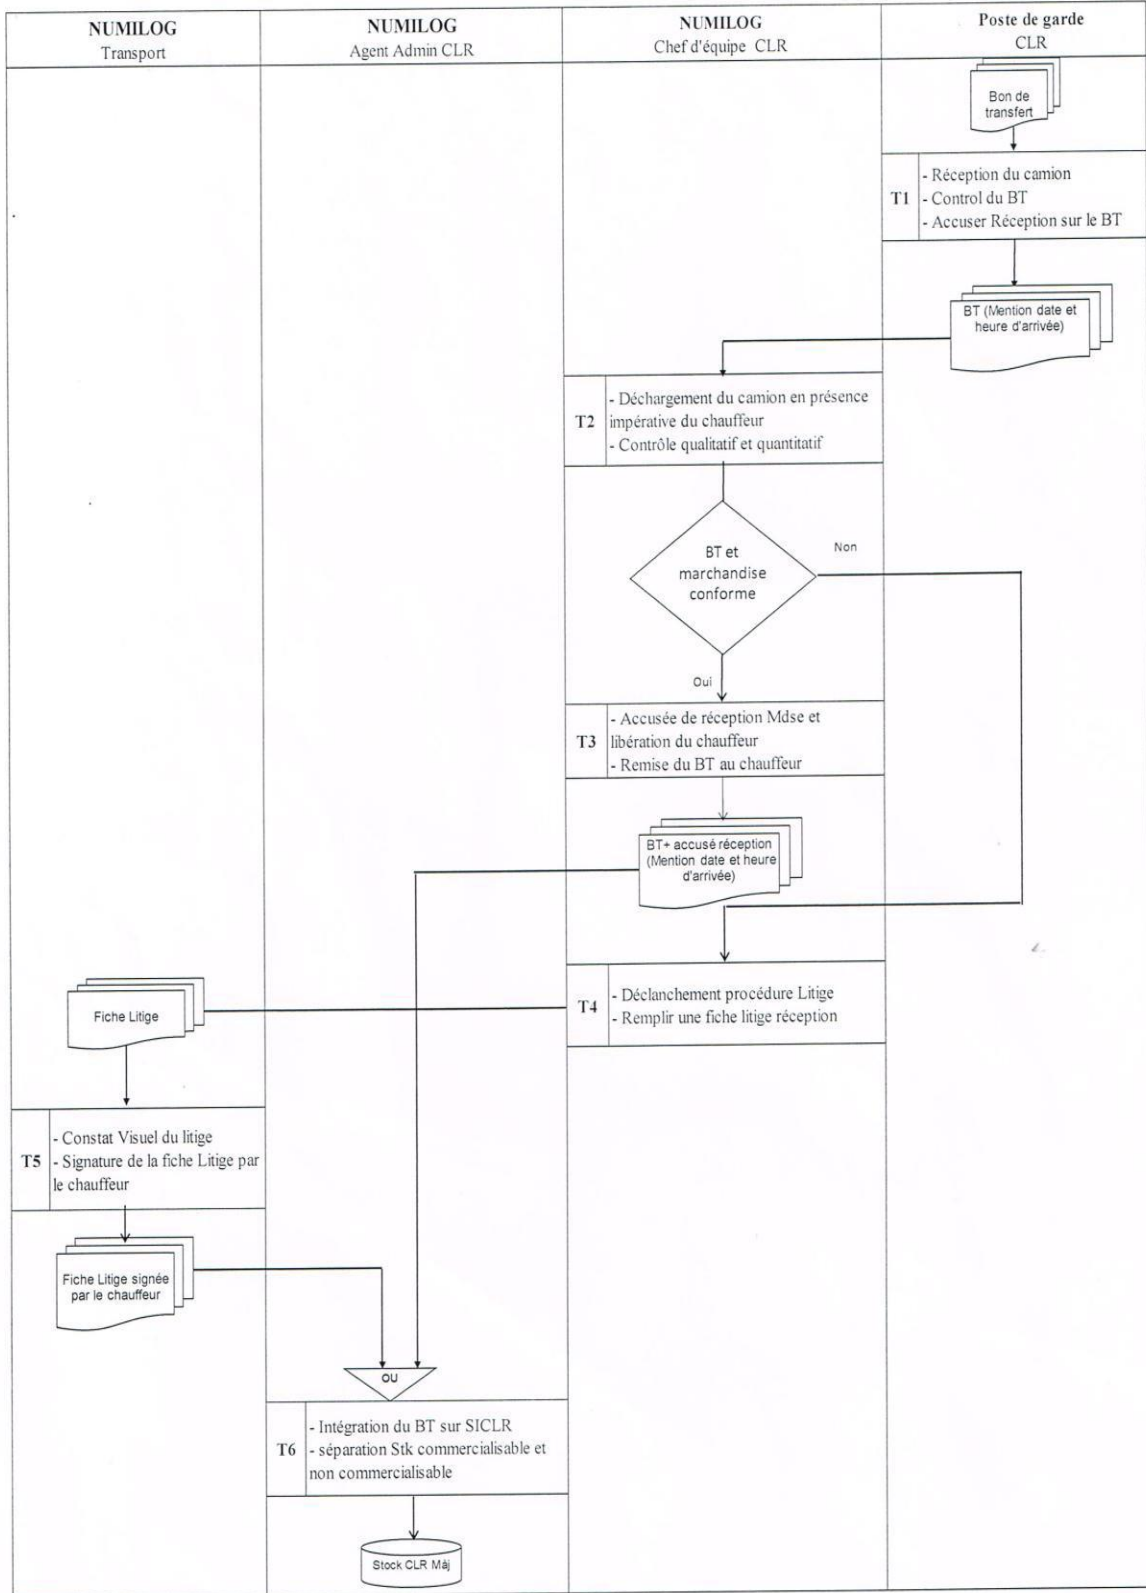 NUMILOG
Transport
NUMILOG
Agent Admin CLR
NUMILOG
Chef d'équipe CLR
Poste de garde
CLR
Bon de
transfert
T1
- Réception du camion
- Control du BT
- Accuser Réception sur le BT
BT (Mention date et
heure d'arrivée)
T2
- Déchargement du camion en présence
impérative du chauffeur
- Contrôle qualitatif et quantitatif
BT et
marchandise
conforme
Non
Oui
T3
- Accusée de réception Mdse et
libération du chauffeur
- Remise du BT au chauffeur
BT+ accusé réception
(Mention date et heure
d'arrivée)
T4
- Déclanchement procédure Litige
- Remplir une fiche litige réception
Fiche Litige
T5
- Constat Visuel du litige
- Signature de la fiche Litige par
le chauffeur
Fiche Litige signée
par le chauffeur
OU
T6
- Intégration du BT sur SICLR
- séparation Stk commercialisable et
non commercialisable
Stock CLR Màj